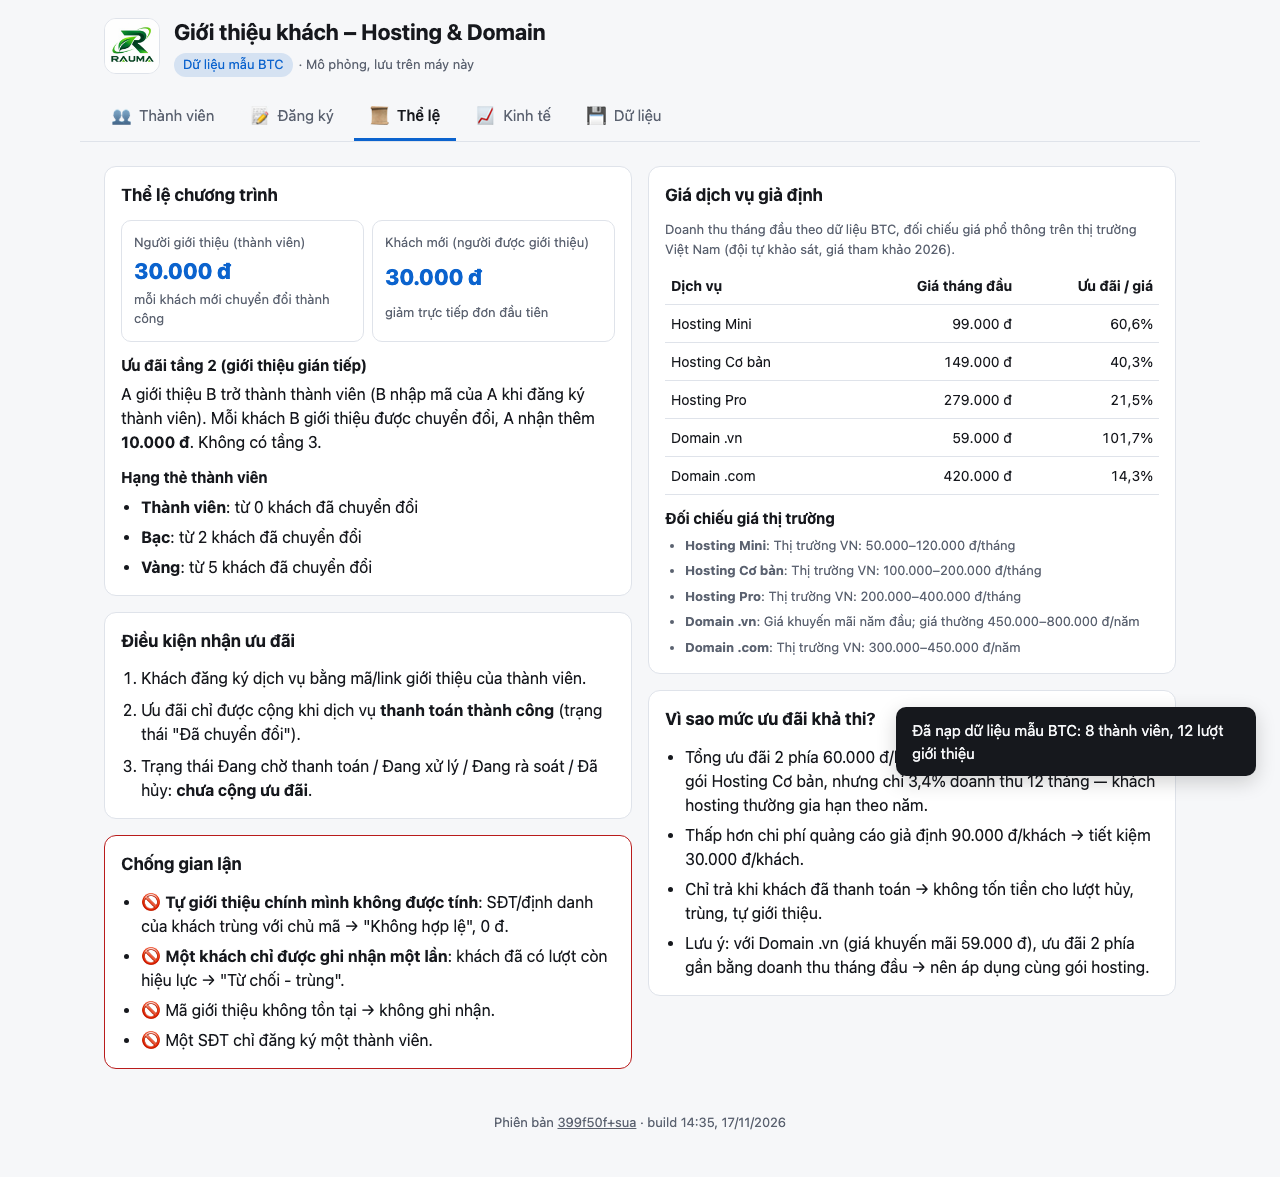 RAUMA
Giới thiệu khách – Hosting & Domain
Dữ liệu mẫu BTC · Mô phỏng, lưu trên máy này
Thành viên
Đăng ký
Thể lệ
Kinh tế
Dữ liệu
Thể lệ chương trình
Người giới thiệu (thành viên)
30.000 đ
mỗi khách mới chuyển đổi thành
công
Khách mới (người được giới thiệu)
30.000 đ
giảm trực tiếp đơn đầu tiên
Ưu đãi tầng 2 (giới thiệu gián tiếp)
A giới thiệu B trở thành thành viên (B nhập mã của A khi đăng ký
thành viên). Mỗi khách B giới thiệu được chuyển đổi, A nhận thêm
10.000 đ. Không có tầng 3.
Hạng thẻ thành viên
• Thành viên: từ 0 khách đã chuyển đổi
• Bạc: từ 2 khách đã chuyển đổi
• Vàng: từ 5 khách đã chuyển đổi
Điều kiện nhận ưu đãi
1. Khách đăng ký dịch vụ bằng mã/link giới thiệu của thành viên.
2. Ưu đãi chỉ được cộng khi dịch vụ thanh toán thành công (trạng
thái "Đã chuyển đổi").
3. Trạng thái Đang chờ thanh toán / Đang xử lý / Đang rà soát / Đã
hủy: chưa cộng ưu đãi.
Chống gian lận
• 🚫 Tự giới thiệu chính mình không được tính: SĐT/định danh
của khách trùng với chủ mã → "Không hợp lệ", 0 đ.
• 🚫 Một khách chỉ được ghi nhận một lần: khách đã có lượt còn
hiệu lực → "Từ chối - trùng".
• 🚫 Mã giới thiệu không tồn tại → không ghi nhận.
• 🚫 Một SĐT chỉ đăng ký một thành viên.
Giá dịch vụ giả định
Doanh thu tháng đầu theo dữ liệu BTC, đối chiếu giá phổ thông trên thị trường
Việt Nam (đội tự khảo sát, giá tham khảo 2026).
Dịch vụ Giá tháng đầu Ưu đãi / giá
Hosting Mini 99.000 đ 60,6%
Hosting Cơ bản 149.000 đ 40,3%
Hosting Pro 279.000 đ 21,5%
Domain .vn 59.000 đ 101,7%
Domain .com 420.000 đ 14,3%
Đối chiếu giá thị trường
• Hosting Mini: Thị trường VN: 50.000–120.000 đ/tháng
• Hosting Cơ bản: Thị trường VN: 100.000–200.000 đ/tháng
• Hosting Pro: Thị trường VN: 200.000–400.000 đ/tháng
• Domain .vn: Giá khuyến mãi năm đầu; giá thường 450.000–800.000 đ/năm
• Domain .com: Thị trường VN: 300.000–450.000 đ/năm
Vì sao mức ưu đãi khả thi?
• Tổng ưu đãi 2 phía 60.000 đ/
gói Hosting Cơ bản, nhưng chỉ 3,4% doanh thu 12 tháng — khách
hosting thường gia hạn theo năm.
• Thấp hơn chi phí quảng cáo giả định 90.000 đ/khách → tiết kiệm
30.000 đ/khách.
• Chỉ trả khi khách đã thanh toán → không tốn tiền cho lượt hủy,
trùng, tự giới thiệu.
• Lưu ý: với Domain .vn (giá khuyến mãi 59.000 đ), ưu đãi 2 phía
gần bằng doanh thu tháng đầu → nên áp dụng cùng gói hosting.
Đã nạp dữ liệu mẫu BTC: 8 thành viên, 12 lượt
giới thiệu
Phiên bản 399f50f+sua · build 14:35, 17/11/2026